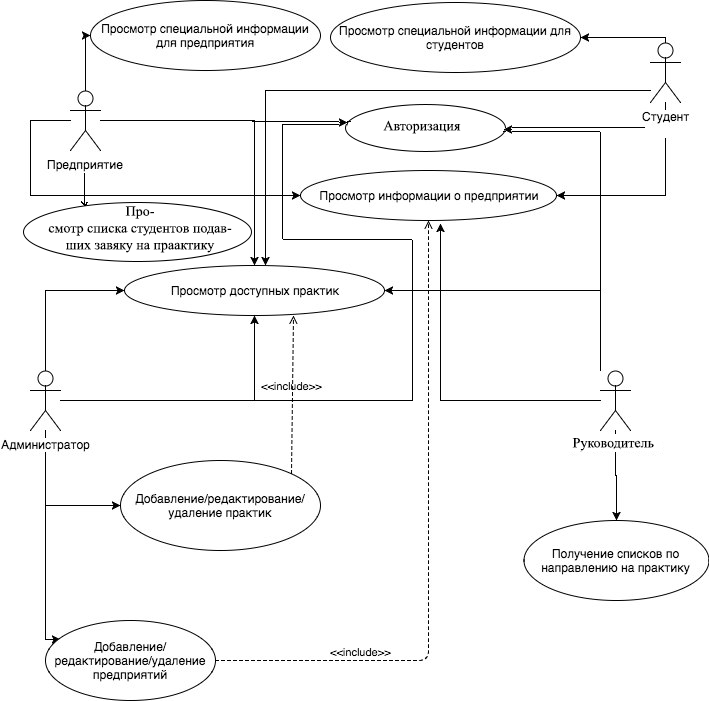 Просмотр специальной информации
для предприятия
Просмотр специальной информации для
студентов
Студент
Авторизация
Предприятие
Просмотр информации о предприятии
Про-
смотр списка студентов подав-
ших завяку на праактику
Просмотр доступных практик
<<include>>
Администратор
Руководитель
Добавление/редактирование/
удаление практик
Получение списков по
направлению на практику
Добавление/
редактирование/удаление
предприятий
<<include>>